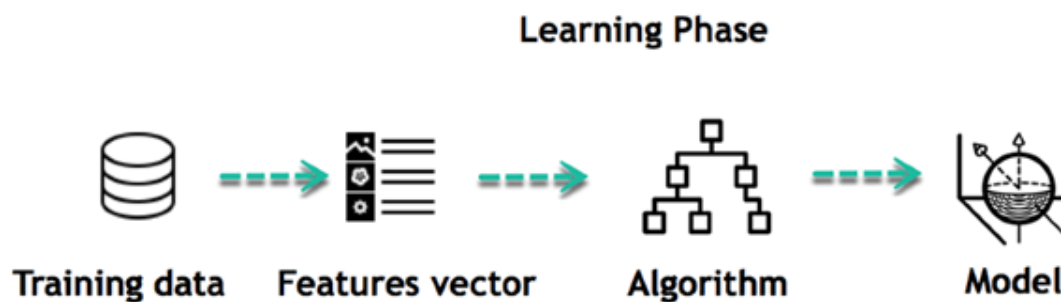 Learning Phase
Training data
Features vector
Algorithm
Model